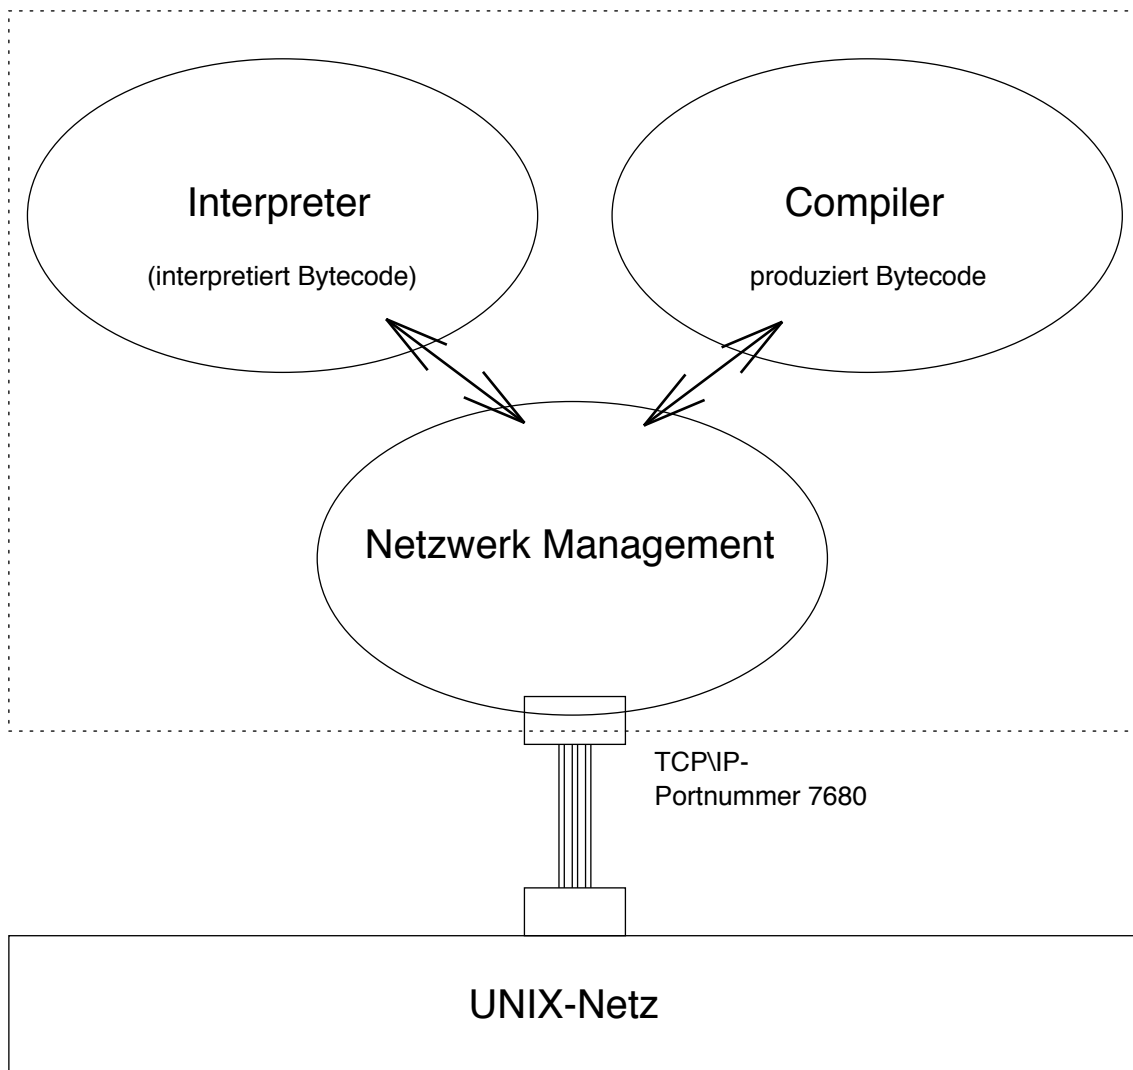 Interpreter
(interpretiert Bytecode)
Compiler
produziert Bytecode
Netzwerk Management
TCP\IP-
Portnummer 7680
UNIX-Netz